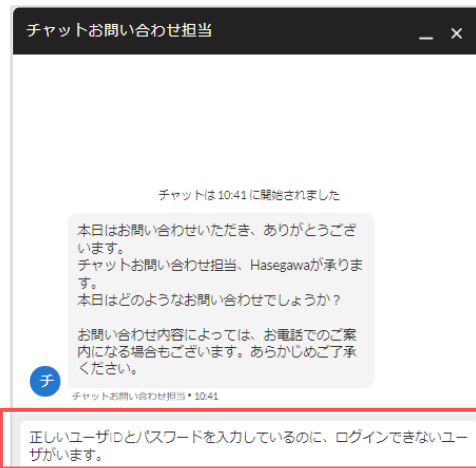 チャットお問い合わせ担当
チャットは 10:41 に開始されました
本日はお問い合わせいただき、ありがとうござ
います。
チャットお問い合わせ担当、Hasegawaが承りま
す。
本日はどのようなお問い合わせでしょうか？
お問い合わせ内容によっては、お電話でのご案
内になる場合もございます。あらかじめご了承
ください。
チ
チャットお問い合わせ担当 • 10:41
正しいユーザIDとパスワードを入力しているのに、ログインできないユー
ザがいます。